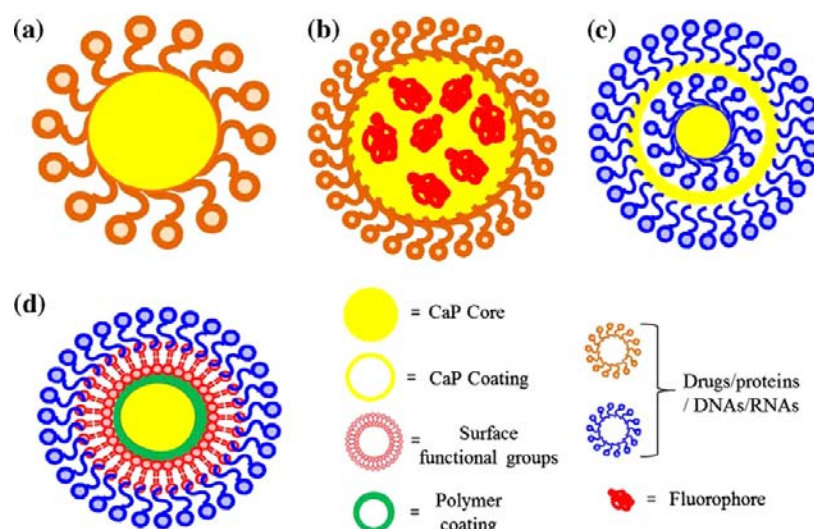 (a)
(b)
(c)
(d)
= CaP Core
= CaP Coating
= Surface
functional groups
= Polymer
coating
Drugs/proteins
/ DNAs/RNAs
= Fluorophore